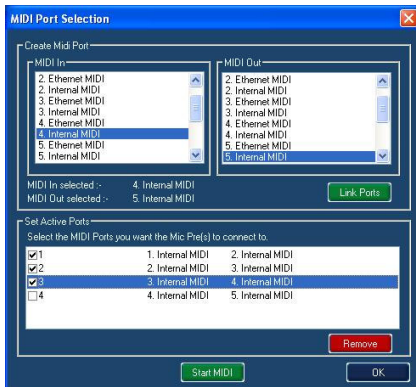 MIDI Port Selection
Create Midi Port
MIDI In
2. Ethernet MIDI
2. Internal MIDI
3. Ethernet MIDI
3. Internal MIDI
4. Ethernet MIDI
4. Internal MIDI
5. Ethernet MIDI
5. Internal MIDI
MIDI Out
2. Ethernet MIDI
2. Internal MIDI
3. Ethernet MIDI
3. Internal MIDI
4. Ethernet MIDI
4. Internal MIDI
5. Ethernet MIDI
5. Internal MIDI
MIDI In selected :- 4. Internal MIDI
MIDI Out selected :- 5. Internal MIDI
Link Ports
Set Active Ports
Select the MIDI Ports you want the Mic Pre(s) to connect to.
1 1. Internal MIDI 2. Internal MIDI
2 2. Internal MIDI 3. Internal MIDI
3 3. Internal MIDI 4. Internal MIDI
4 4. Internal MIDI 5. Internal MIDI
Remove
Start MIDI
OK